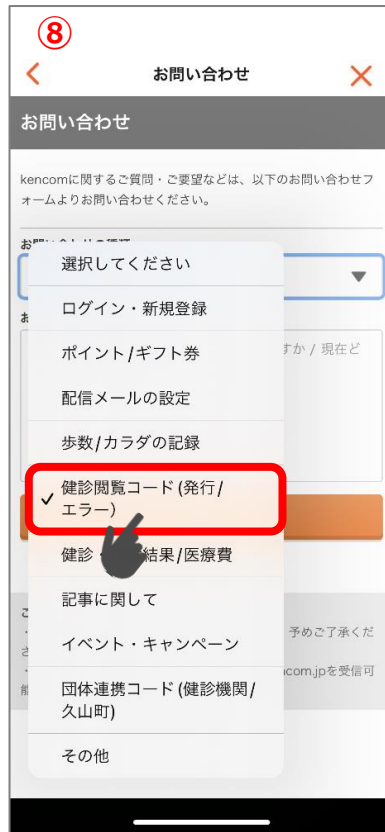 ⑧
お問い合わせ
お問い合わせ
kencomに関するご質問・ご要望などは、以下のお問い合わせフ
ォームよりお問い合わせください。
選択してください
ログイン・新規登録
ポイント/ギフト券
すか / 現在ど
配信メールの設定
歩数/カラダの記録
健診閲覧コード(発行/
エラー)
健診・
結果/医療費
記事に関して
イベント・キャンペーン
予めご了承くだ
com.jpを受信可
団体連携コード(健診機関/
久山町)
その他